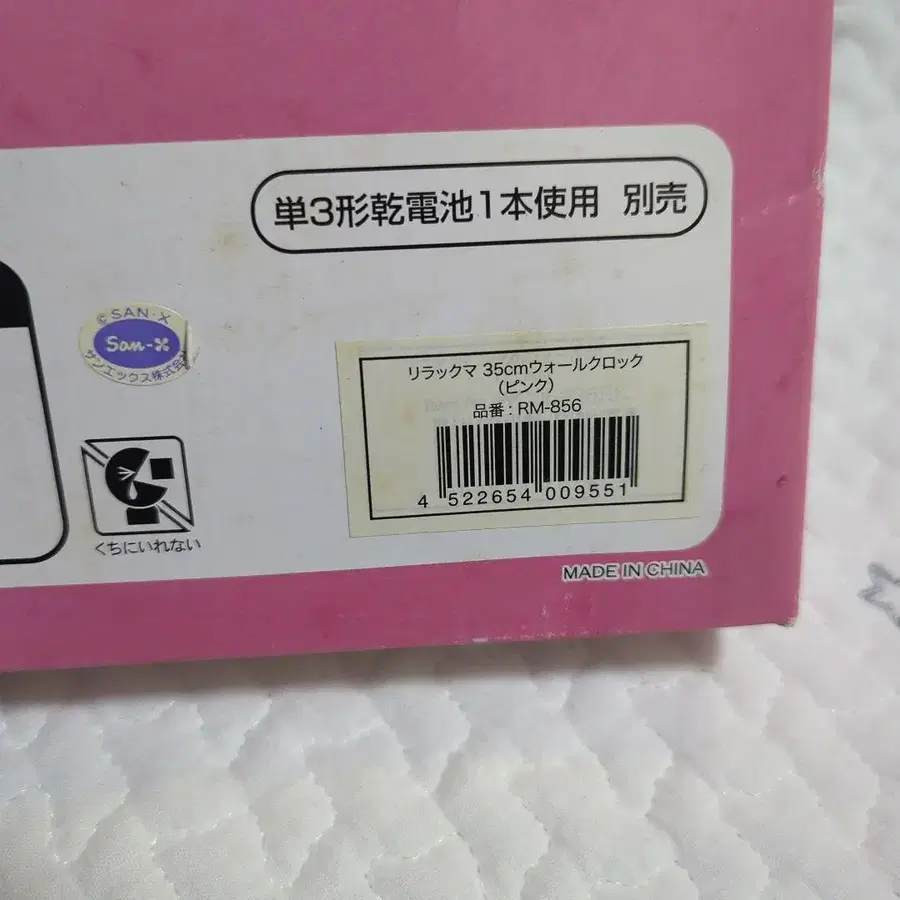 単3形乾電池1本使用 別売
© SAN-X
San-X
サンエックス株式会社
リラックマ 35cmウォールクロック
(ピンク)
品番 : RM-856
4 522654 009551
くちにいれない
MADE IN CHINA